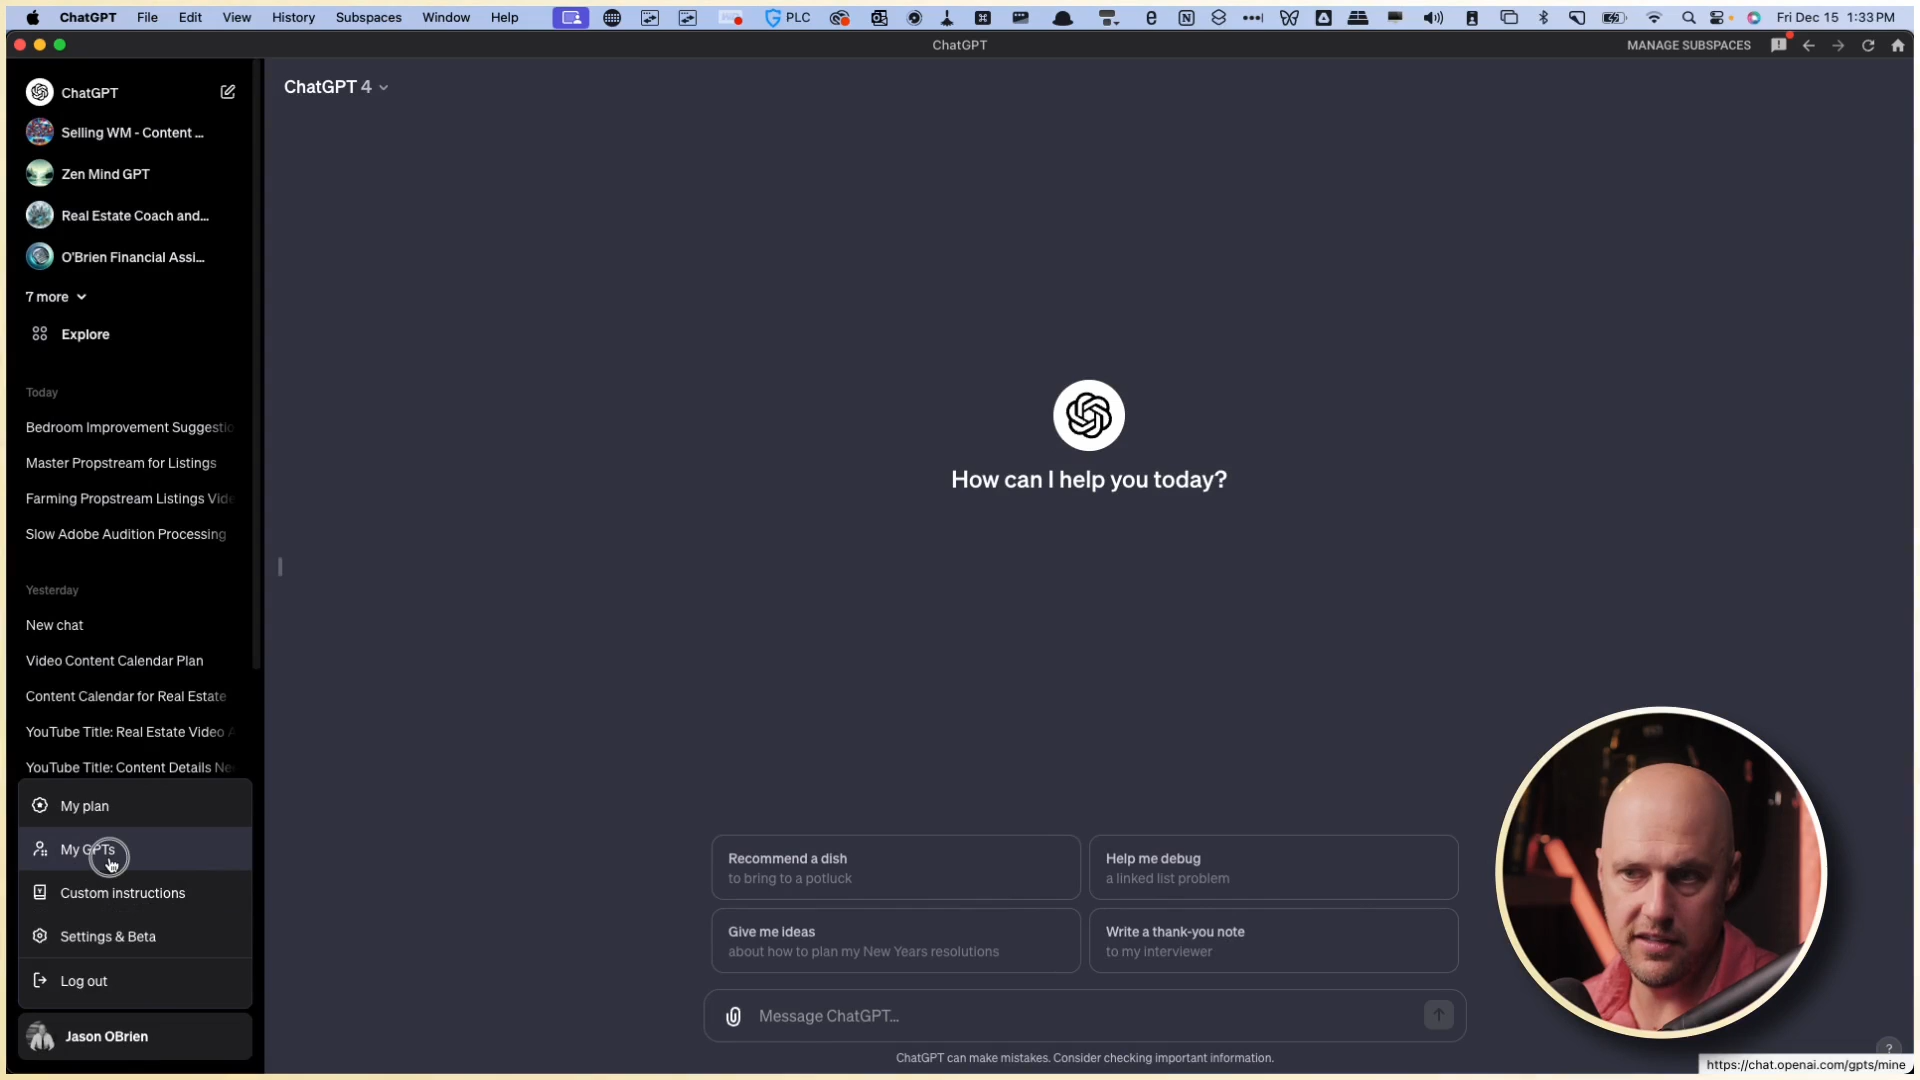 ChatGPT File Edit View History Subspaces Window Help
PLC
Fri Dec 15 1:33 PM
ChatGPT
MANAGE SUBSPACES
ChatGPT
Selling WM - Content ...
Zen Mind GPT
Real Estate Coach and...
O'Brien Financial Assi...
7 more
Explore
Today
Bedroom Improvement Suggestio
Master Propstream for Listings
Farming Propstream Listings Vide
Slow Adobe Audition Processing
Yesterday
New chat
Video Content Calendar Plan
Content Calendar for Real Estate
YouTube Title: Real Estate Video A
YouTube Title: Content Details Ne
My plan
My GPTs
Custom instructions
Settings & Beta
Log out
Jason OBrien
ChatGPT 4
How can I help you today?
Recommend a dish
to bring to a potluck
Help me debug
a linked list problem
Give me ideas
about how to plan my New Years resolutions
Write a thank-you note
to my interviewer
Message ChatGPT...
ChatGPT can make mistakes. Consider checking important information.
?
https://chat.openai.com/gpts/mine